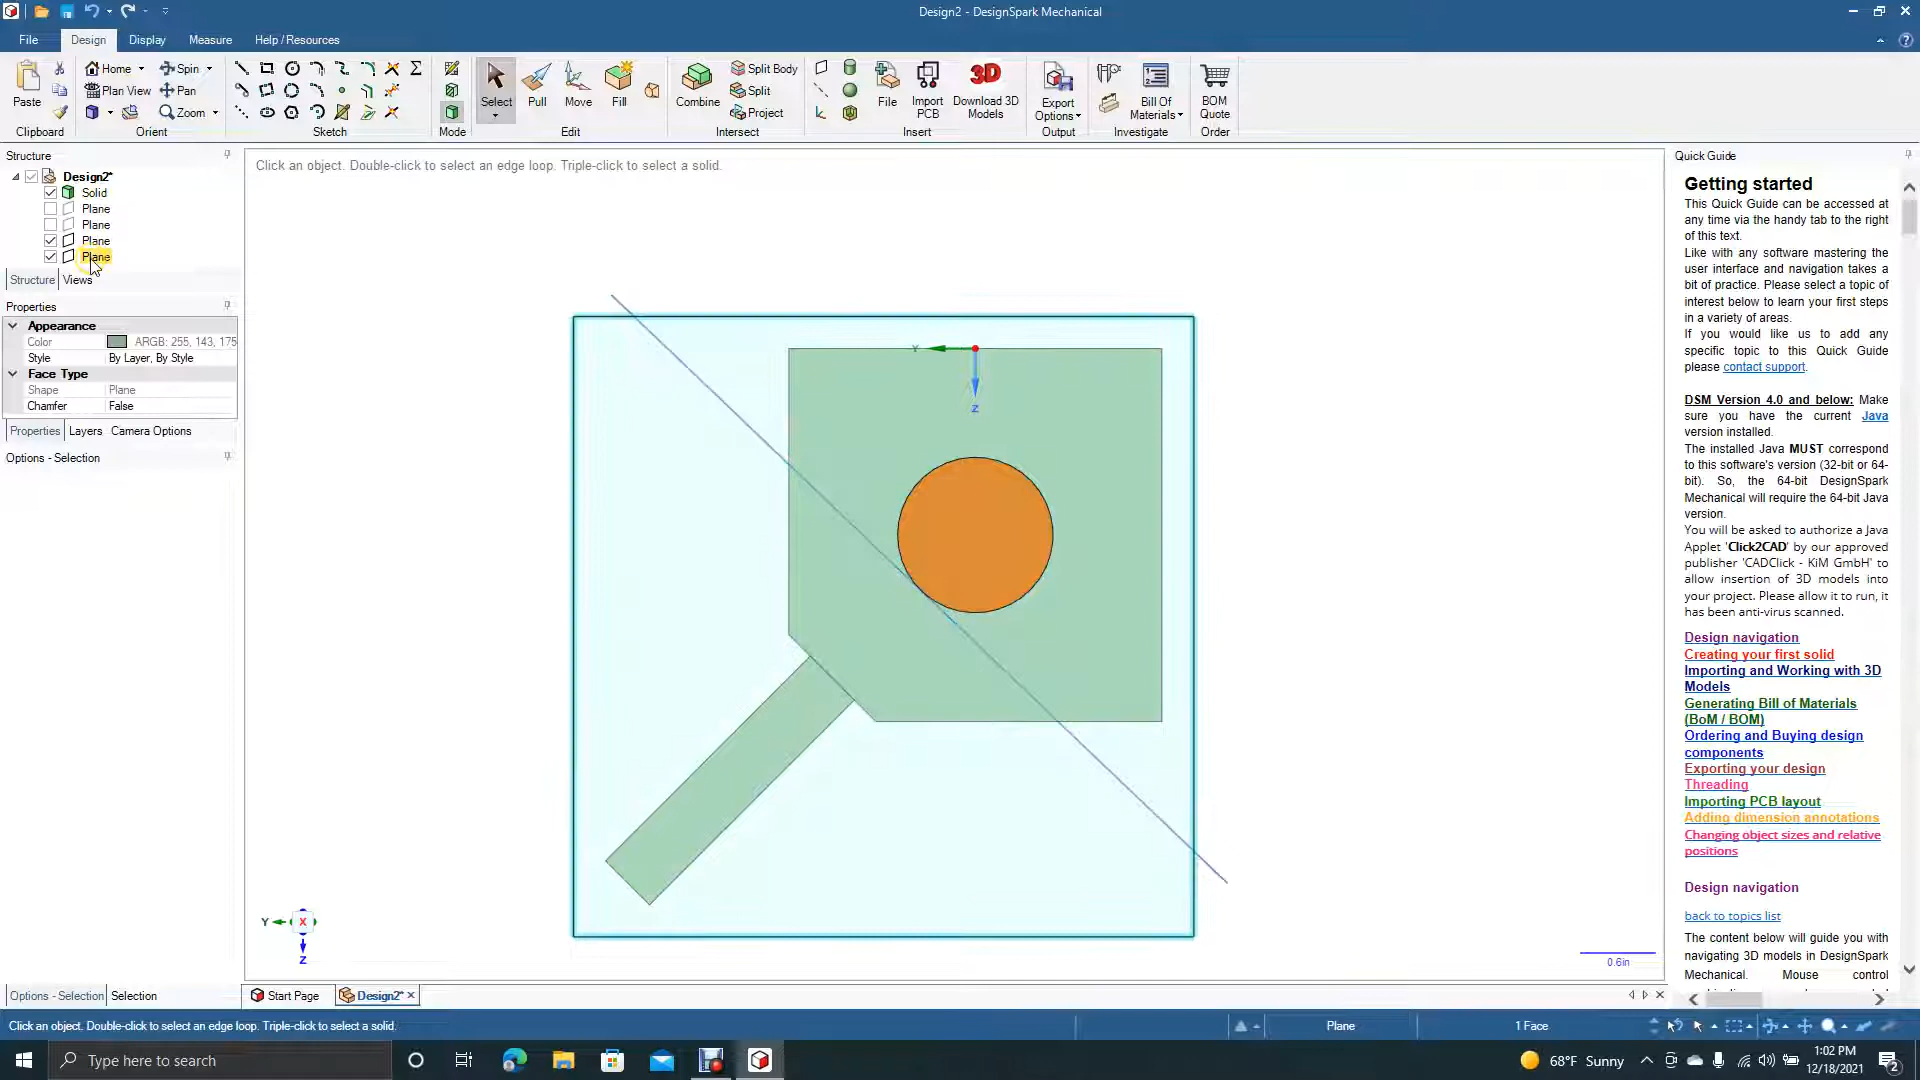 Design2 - DesignSpark Mechanical
File
Design
Display
Measure
Help / Resources
Paste
Clipboard
Home
Spin
Plan View
Pan
Zoom
Orient
Sketch
Mode
Select
Pull
Move
Fill
Edit
Combine
Split Body
Split
Project
Intersect
File
Import PCB
3D
Download 3D Models
Insert
Export Options
Output
Bill Of Materials
Investigate
BOM Quote
Order
Structure
Design2*
Solid
Plane
Plane
Plane
Plane
Structure
Views
Properties
Appearance
Color ARGB: 255, 143, 175
Style By Layer, By Style
Face Type
Shape Plane
Chamfer False
Properties
Layers
Camera Options
Options - Selection
Click an object. Double-click to select an edge loop. Triple-click to select a solid.
Y
Z
Y
X
Z
0.6in
Quick Guide
Getting started
This Quick Guide can be accessed at
any time via the handy tab to the right
of this text.
Like with any software mastering the
user interface and navigation takes a
bit of practice. Please select a topic of
interest below to learn your first steps
in a variety of areas.
If you would like us to add any
specific topic to this Quick Guide
please contact support.
DSM Version 4.0 and below: Make
sure you have the current Java
version installed.
The installed Java MUST correspond
to this software's version (32-bit or 64-
bit). So, the 64-bit DesignSpark
Mechanical will require the 64-bit Java
version.
You will be asked to authorize a Java
Applet 'Click2CAD' by our approved
publisher 'CADClick - KiM GmbH' to
allow insertion of 3D models into
your project. Please allow it to run, it
has been anti-virus scanned.
Design navigation
Creating your first solid
Importing and Working with 3D
Models
Generating Bill of Materials
(BoM / BOM)
Ordering and Buying design
components
Exporting your design
Threading
Importing PCB layout
Adding dimension annotations
Changing object sizes and relative
positions
Design navigation
back to topics list
The content below will guide you with
navigating 3D models in DesignSpark
Mechanical. Mouse control
Options - Selection
Selection
Start Page
Design2*
Click an object. Double-click to select an edge loop. Triple-click to select a solid.
Plane
1 Face
Type here to search
68°F Sunny
1:02 PM
12/18/2021
2